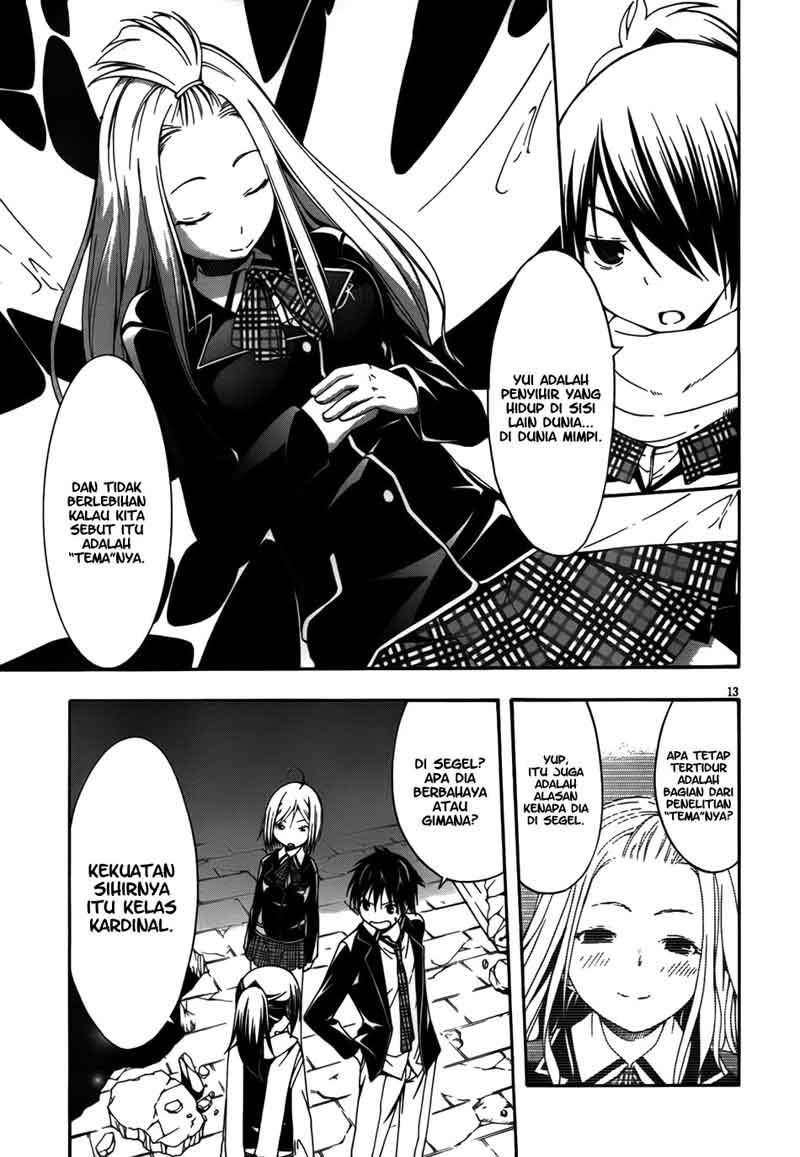 YUI ADALAH
PENYIHIR YANG
HIDUP DI SISI
LAIN DUNIA...
DI DUNIA MIMPI.
DAN TIDAK
BERLEBIHAN
KALAU KITA
SEBUT ITU
ADALAH
"TEMA"NYA.
13
APA TETAP
TERTIDUR
ADALAH
BAGIAN DARI
PENELITIAN
"TEMA"NYA?
YUP,
ITU JUGA
ADALAH
ALASAN
KENAPA DIA
DI SEGEL.
DI SEGEL?
APA DIA
BERBAHAYA
ATAU
GIMANA?
KEKUATAN
SIHIRNYA
ITU KELAS
KARDINAL.